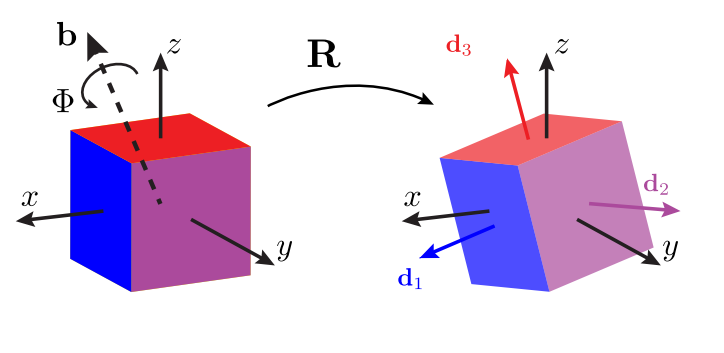 b
z
R
d₃
z
Φ
x
y
x
d₂
y
d₁